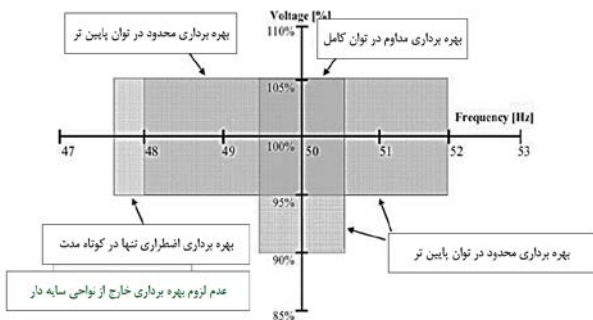 Voltage [%]
110%
بهره برداری محدود در توان پایین تر
بهره برداری مداوم در توان کامل
105%
Frequency [Hz]
47 48 49 100% 50 51 52 53
95%
بهره برداری اضطراری تنها در کوتاه مدت
بهره برداری محدود در توان پایین تر
90%
عدم لزوم بهره برداری خارج از نواحی سایه دار
85%